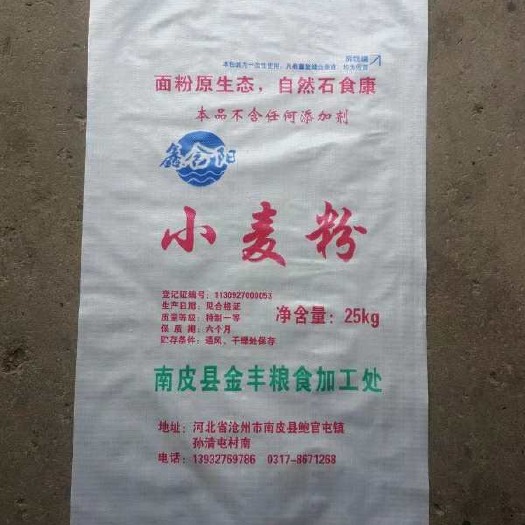 面粉原生态，自然石食康
本品不含任何添加剂
鑫舍阳
小麦粉
登记证编号：1130927000053
生产日期：见合格证
质量等级：特制一等
保质期：六个月
贮存条件：通风、干燥处保存
净含量：25kg
南皮县金丰粮食加工处
地址：河北省沧州市南皮县鲍官屯镇
孙清屯村南
电话：13932769786 0317-8671268